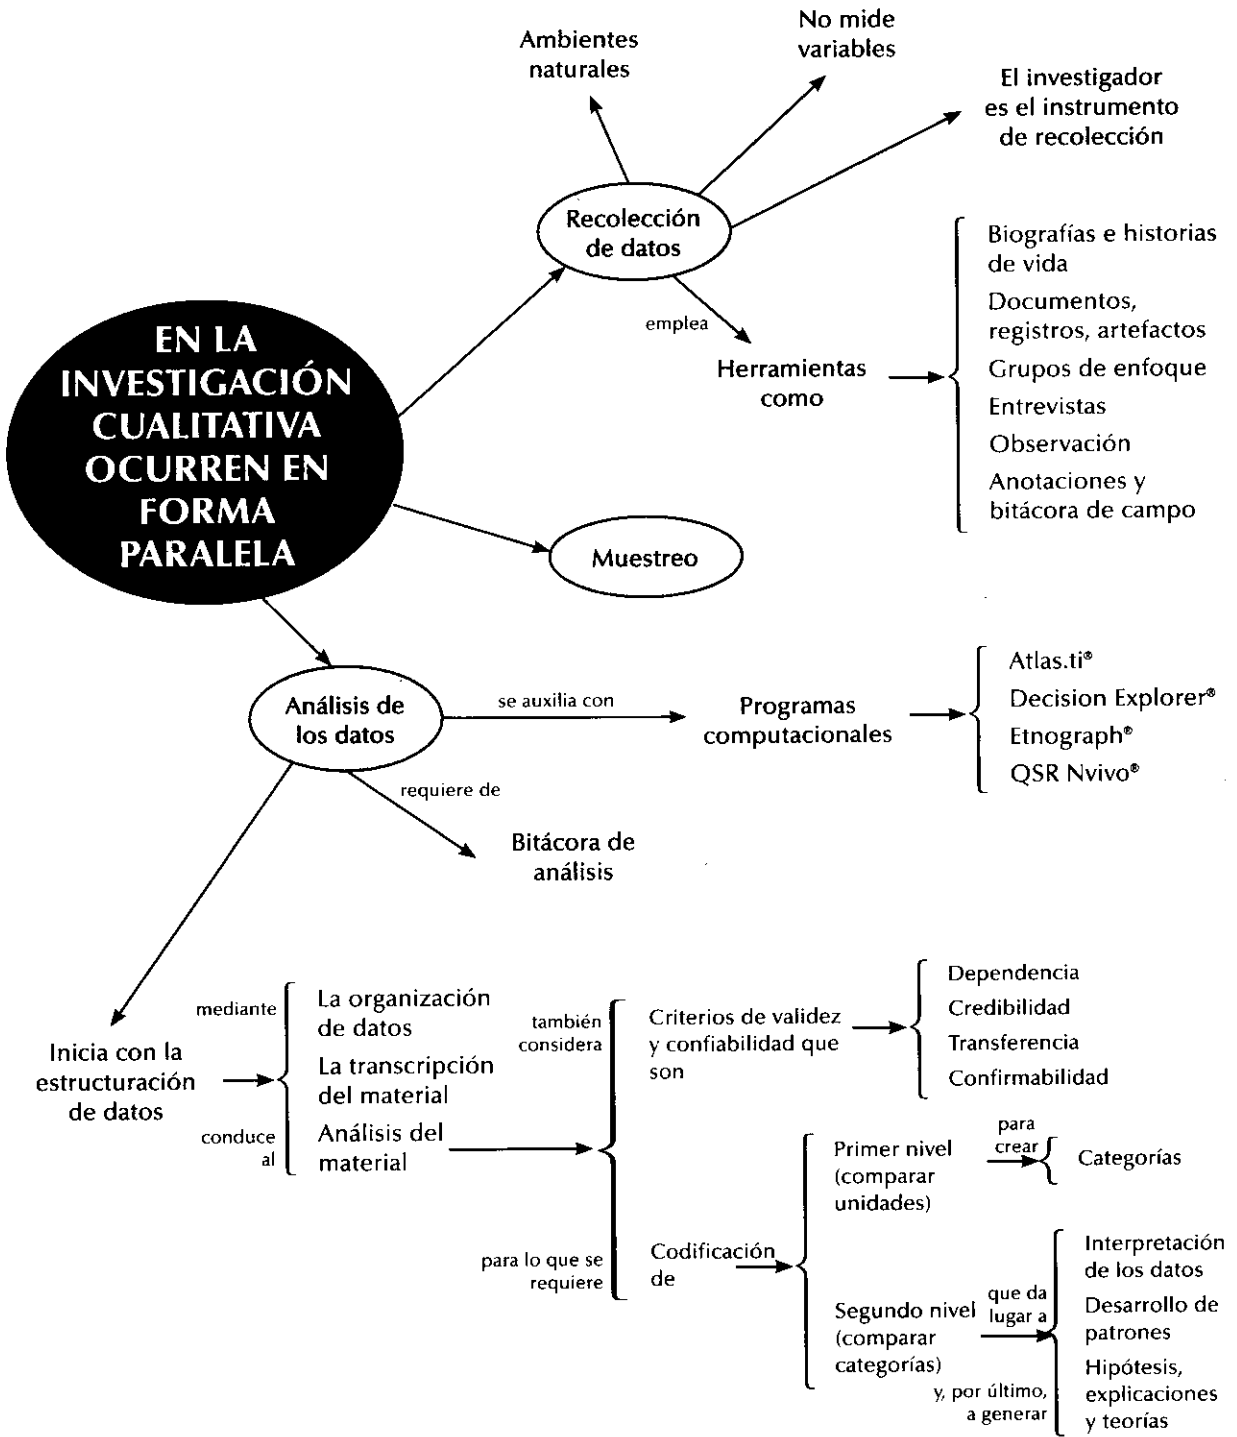 No mide
variables
Ambientes
naturales
El investigador
es el instrumento
de recolección
Recolección
de datos
emplea
Herramientas
como
Biografías e historias
de vida
Documentos,
registros, artefactos
Grupos de enfoque
Entrevistas
Observación
Anotaciones y
bitácora de campo
EN LA
INVESTIGACIÓN
CUALITATIVA
OCURREN EN
FORMA
PARALELA
Muestreo
Análisis de
los datos
se auxilia con
Programas
computacionales
Atlas.ti®
Decision Explorer®
Etnograph®
QSR Nvivo®
requiere de
Bitácora de
análisis
Inicia con la
estructuración
de datos
mediante
La organización
de datos
La transcripción
del material
conduce
al
Análisis del
material
también
considera
Criterios de validez
y confiabilidad que
son
Dependencia
Credibilidad
Transferencia
Confirmabilidad
para lo que se
requiere
Codificación
de
Primer nivel
(comparar
unidades)
para
crear
Categorías
Segundo nivel
(comparar
categorías)
que da
lugar a
Interpretación
de los datos
Desarrollo de
patrones
y, por último,
a generar
Hipótesis,
explicaciones
y teorías